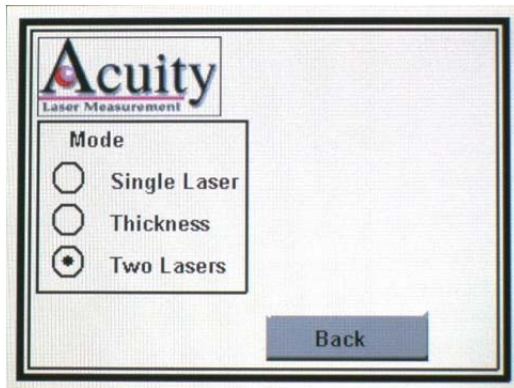 Acuity
Laser Measurement
Mode
Single Laser
Thickness
Two Lasers
Back